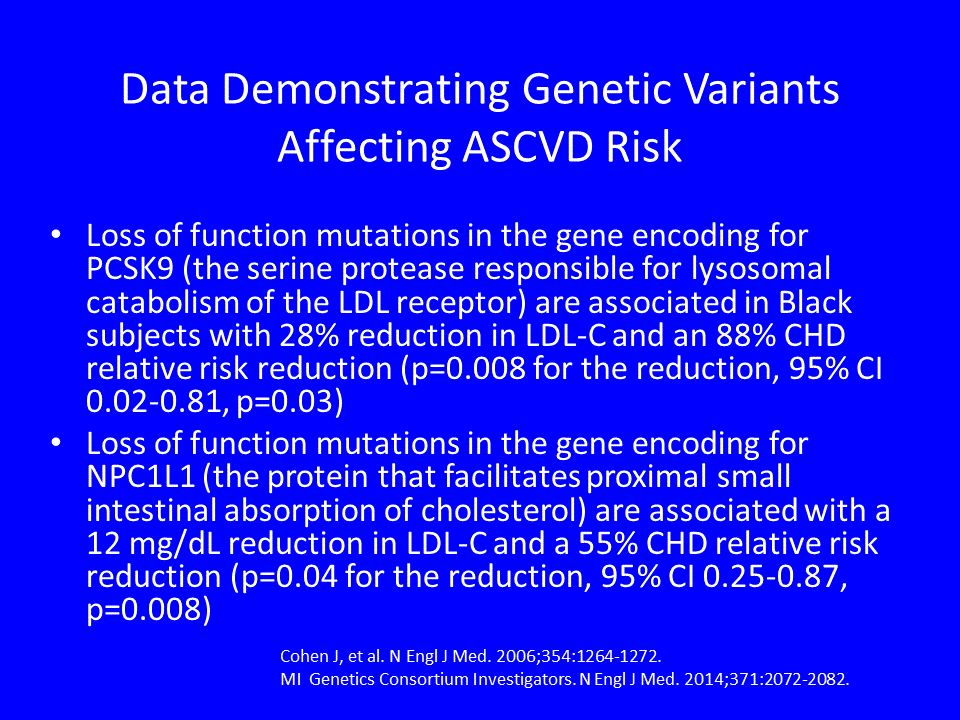 Data Demonstrating Genetic Variants
Affecting ASCVD Risk
• Loss of function mutations in the gene encoding for
PCSK9 (the serine protease responsible for lysosomal
catabolism of the LDL receptor) are associated in Black
subjects with 28% reduction in LDL-C and an 88% CHD
relative risk reduction (p=0.008 for the reduction, 95% CI
0.02-0.81, p=0.03)
• Loss of function mutations in the gene encoding for
NPC1L1 (the protein that facilitates proximal small
intestinal absorption of cholesterol) are associated with a
12 mg/dL reduction in LDL-C and a 55% CHD relative risk
reduction (p=0.04 for the reduction, 95% CI 0.25-0.87,
p=0.008)
Cohen J, et al. N Engl J Med. 2006;354:1264-1272.
MI Genetics Consortium Investigators. N Engl J Med. 2014;371:2072-2082.